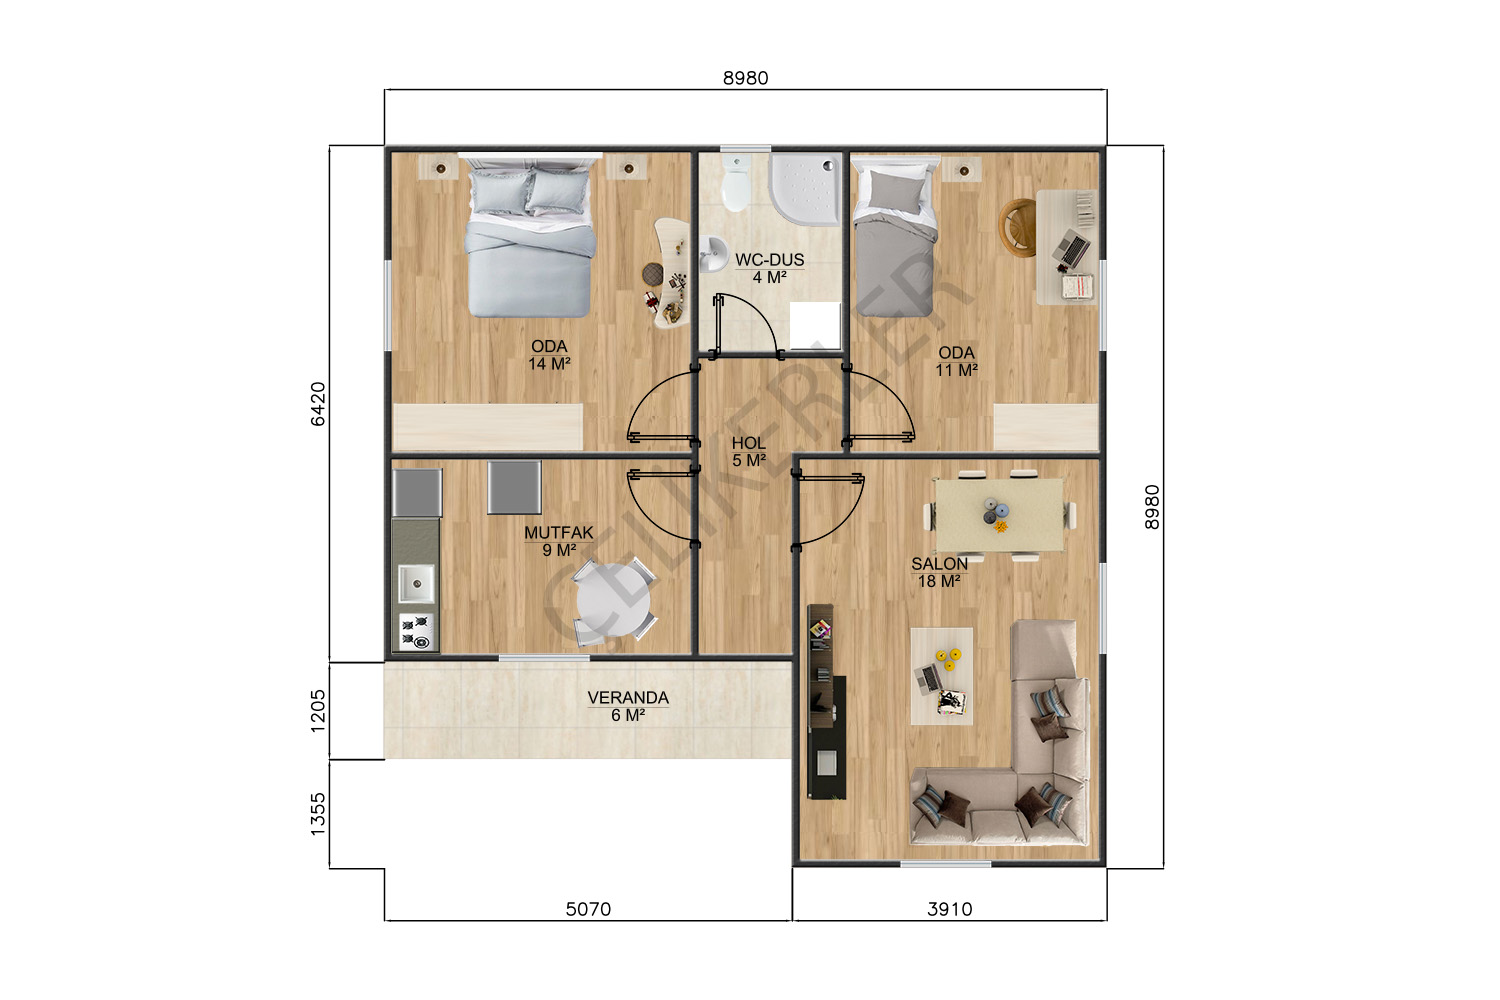 8980
WC-DUS
4 M²
ODA
14 M²
ODA
11 M²
6420
HOL
5 M²
8980
MUTFAK
9 M²
SALON
18 M²
ÇELİKERLER
VERANDA
6 M²
1205
1355
5070
3910